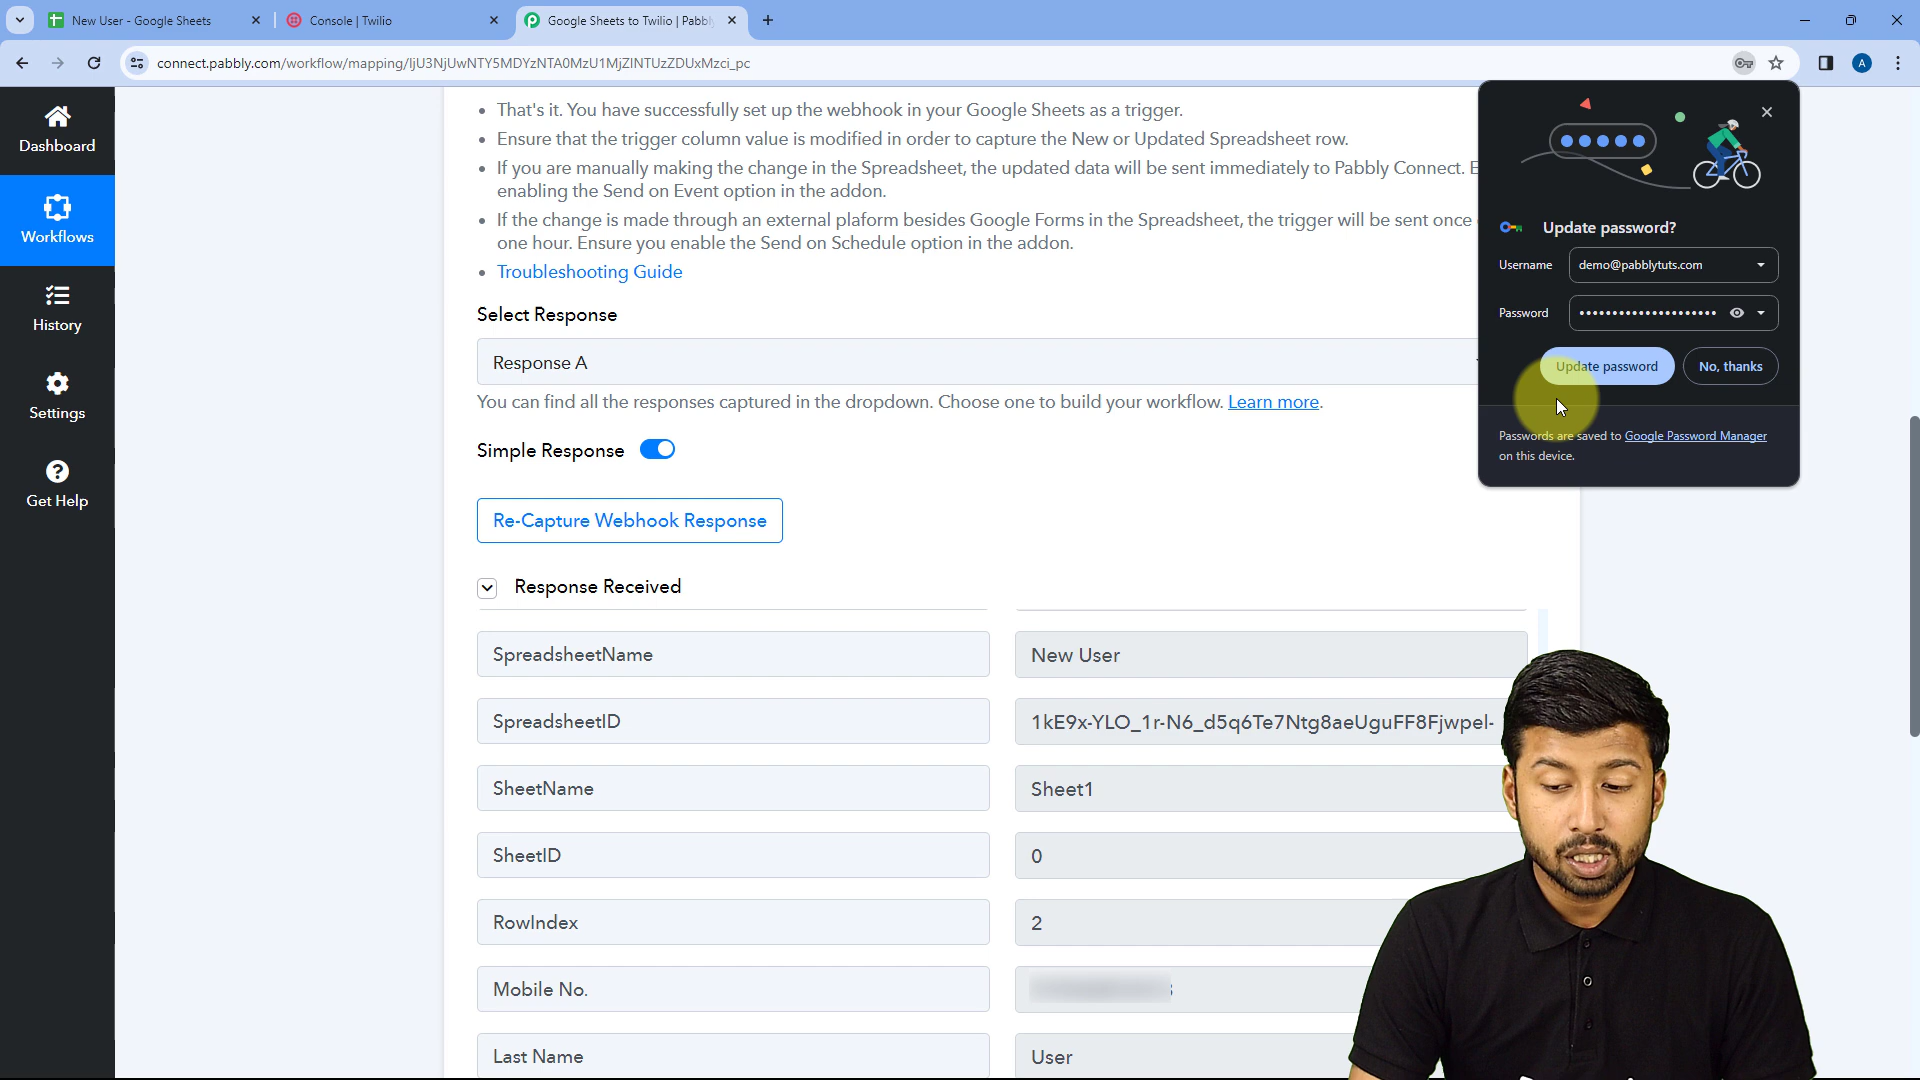 New User - Google Sheets
Console | Twilio
Google Sheets to Twilio | Pabbly
connect.pabbly.com/workflow/mapping/IjU3NjUwNTY5MDYzNTA0MzU1MjZlNTUzZDUxMzci_pc
A
Dashboard
Workflows
History
Settings
Get Help
That's it. You have successfully set up the webhook in your Google Sheets as a trigger.
Ensure that the trigger column value is modified in order to capture the New or Updated Spreadsheet row.
If you are manually making the change in the Spreadsheet, the updated data will be sent immediately to Pabbly Connect. E
enabling the Send on Event option in the addon.
If the change is made through an external plaform besides Google Forms in the Spreadsheet, the trigger will be sent once
one hour. Ensure you enable the Send on Schedule option in the addon.
Troubleshooting Guide
Select Response
Response A
You can find all the responses captured in the dropdown. Choose one to build your workflow. Learn more.
Simple Response
Re-Capture Webhook Response
Response Received
SpreadsheetName
New User
SpreadsheetID
1kE9x-YLO_1r-N6_d5q6Te7Ntg8aeUguFF8Fjwpel-
SheetName
Sheet1
SheetID
0
RowIndex
2
Mobile No.
Last Name
User
Update password?
Username
demo@pabblytuts.com
Password
Update password
No, thanks
Passwords are saved to Google Password Manager
on this device.